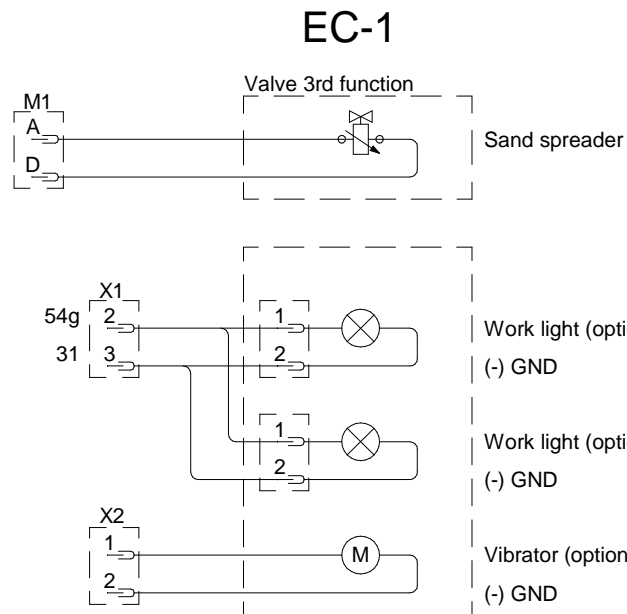 EC-1
Valve 3rd function
M1
A
Sand spreader
D
X1
54g 2 1
Work light (opti
31 3 2
(-) GND
1
Work light (opti
2
(-) GND
X2
1 M
Vibrator (option
2
(-) GND